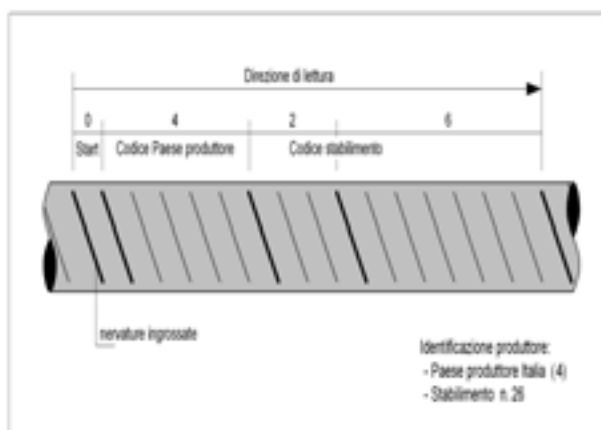 Direzione di lettura
0 4 2 6
Start Codice Paese produttore Codice stabilimento
nervature ingrossate
Identificazione produttore:
- Paese produttore Italia (4)
- Stabilimento n. 26